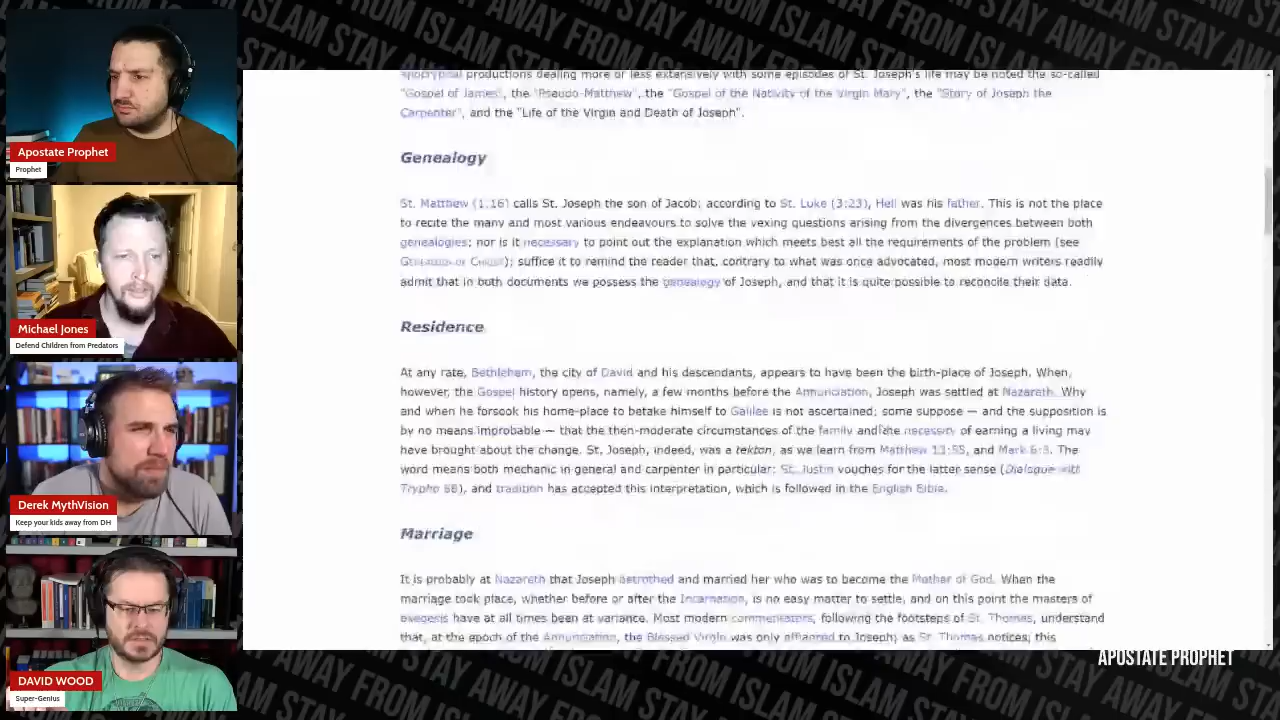 STAY AWAY FROM ISLAM STAY AWAY FROM ISLAM STAY
Apostate Prophet
Prophet
Michael Jones
Defend Children from Predators
Derek MythVision
Keep your kids away from DH
DAVID WOOD
Super-Genius
apocryphal productions dealing more or less extensively with some episodes of St. Joseph's life may be noted the so-called
"Gospel of James", the "Pseudo-Matthew", the "Gospel of the Nativity of the Virgin Mary", the "Story of Joseph the
Carpenter", and the "Life of the Virgin and Death of Joseph".
Genealogy
St. Matthew (1:16) calls St. Joseph the son of Jacob; according to St. Luke (3:23), Heli was his father. This is not the place
to recite the many and most various endeavours to solve the vexing questions arising from the divergences between both
genealogies; nor is it necessary to point out the explanation which meets best all the requirements of the problem (see
); suffice it to remind the reader that, contrary to what was once advocated, most modern writers readily
admit that in both documents we possess the genealogy of Joseph, and that it is quite possible to reconcile their data.
Residence
At any rate, Bethlehem, the city of David and his descendants, appears to have been the birth-place of Joseph. When,
however, the Gospel history opens, namely, a few months before the Annunciation, Joseph was settled at Nazareth. Why
and when he forsook his home-place to betake himself to Galilee is not ascertained; some suppose — and the supposition is
by no means improbable — that the then-moderate circumstances of the family and the necessity of earning a living may
have brought about the change. St. Joseph, indeed, was a tekton, as we learn from Matthew 13:55, and Mark 6:3. The
word means both mechanic in general and carpenter in particular; St. Justin vouches for the latter sense (Dialogue with
Trypho 88), and tradition has accepted this interpretation, which is followed in the English Bible.
Marriage
It is probably at Nazareth that Joseph betrothed and married her who was to become the Mother of God. When the
marriage took place, whether before or after the Incarnation, is no easy matter to settle, and on this point the masters of
exegesis have at all times been at variance. Most modern commentators, following the footsteps of St. Thomas, understand
that, at the epoch of the Annunciation, the Blessed Virgin was only affianced to Joseph; as St. Thomas notices, this
APOSTATE PROPHET